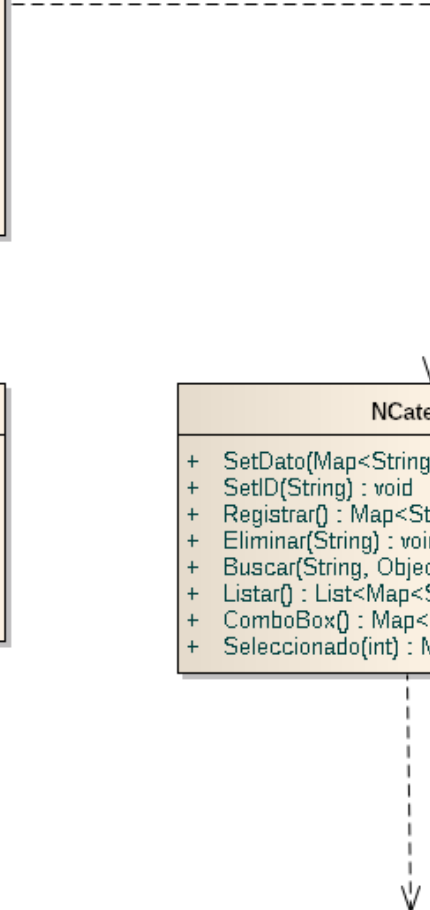 NCate
+ SetDato(Map<String
+ SetID(String) : void
+ Registrar() : Map<St
+ Eliminar(String) : voi
+ Buscar(String, Objec
+ Listar() : List<Map<S
+ ComboBox() : Map<
+ Seleccionado(int) : M